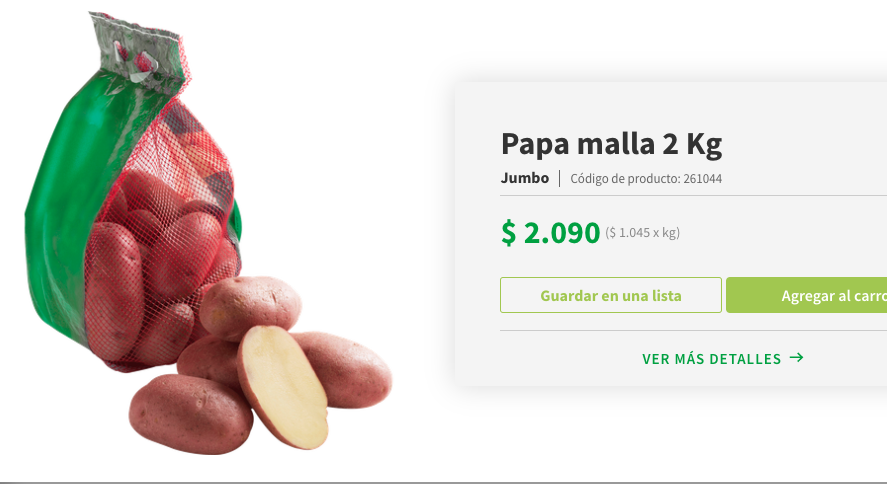 Papa malla 2 Kg
Jumbo | Código de producto: 261044
$ 2.090 ($ 1.045 x kg)
Guardar en una lista
Agregar al carro
VER MÁS DETALLES →